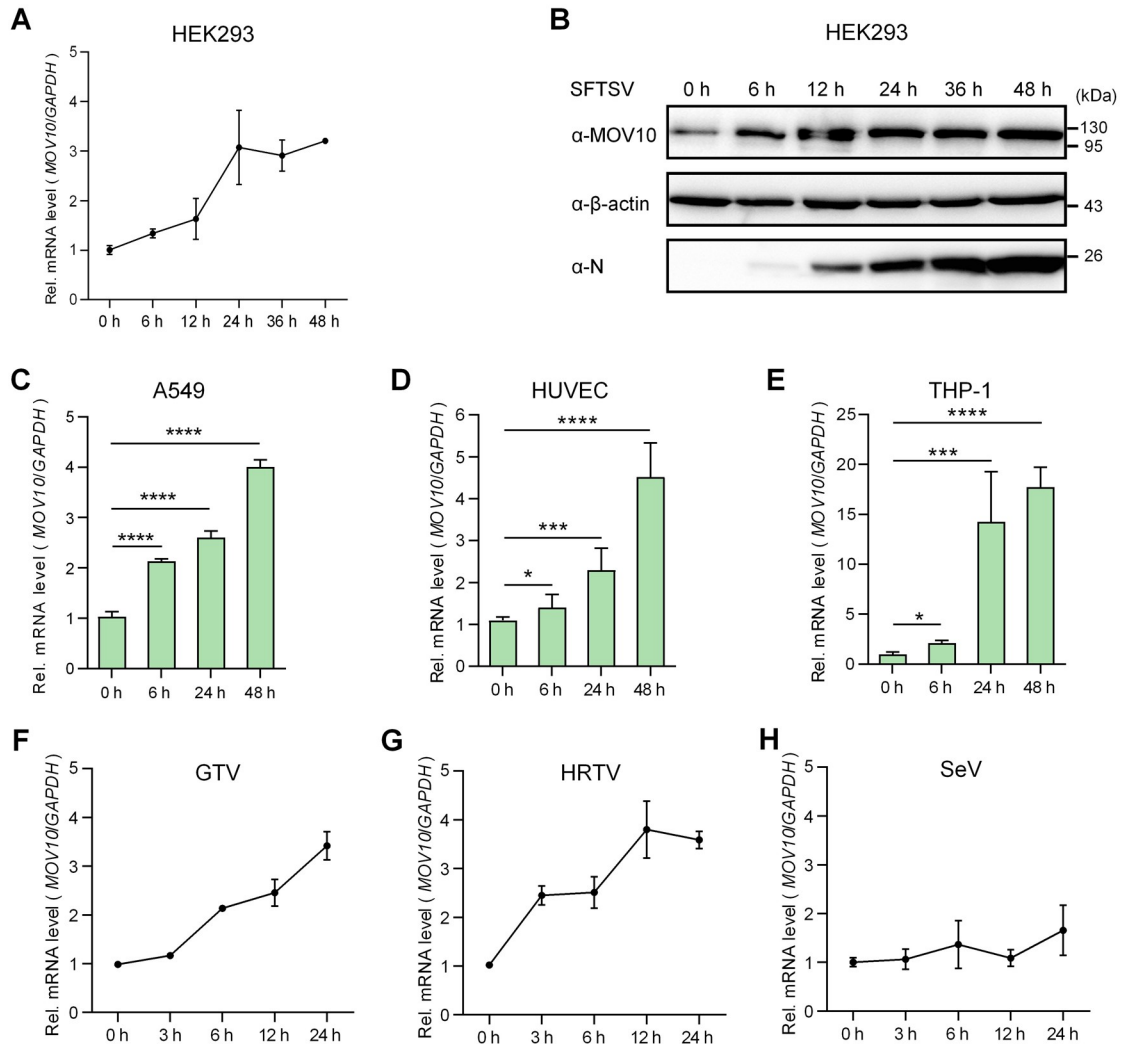 A
HEK293
Rel. mRNA level ( MOV10/GAPDH )
5
4
3
2
1
0
0 h 6 h 12 h 24 h 36 h 48 h
B
HEK293
SFTSV 0 h 6 h 12 h 24 h 36 h 48 h (kDa)
α-MOV10
130
95
α-β-actin
43
α-N
26
C
A549
Rel. mRNA level ( MOV10/GAPDH )
5
4
3
2
1
0
****
****
****
0 h 6 h 24 h 48 h
D
HUVEC
Rel. mRNA level ( MOV10/GAPDH )
6
5
4
3
2
1
0
****
***
*
0 h 6 h 24 h 48 h
E
THP-1
Rel. mRNA level ( MOV10/GAPDH )
25
20
15
10
5
0
****
***
*
0 h 6 h 24 h 48 h
F
GTV
Rel. mRNA level ( MOV10/GAPDH )
5
4
3
2
1
0
0 h 3 h 6 h 12 h 24 h
G
HRTV
Rel. mRNA level ( MOV10/GAPDH )
5
4
3
2
1
0
0 h 3 h 6 h 12 h 24 h
H
SeV
Rel. mRNA level ( MOV10/GAPDH )
5
4
3
2
1
0
0 h 3 h 6 h 12 h 24 h